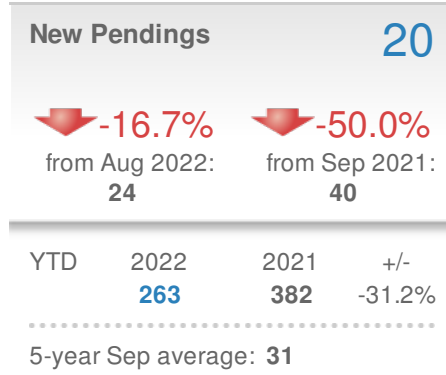 New Pendings 20
-16.7% -50.0%
from Aug 2022: from Sep 2021:
24 40
YTD 2022 2021 +/-
263 382 -31.2%
5-year Sep average: 31